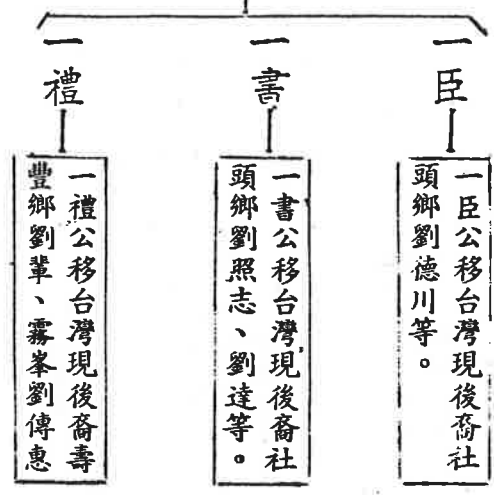 一臣
一臣公移台灣現後裔社
頭鄉劉德川等。
一書
一書公移台灣現後裔社
頭鄉劉照志、劉達等。
一禮
一禮公移台灣現後裔壽
豐鄉劉輩、霧峯劉傳惠